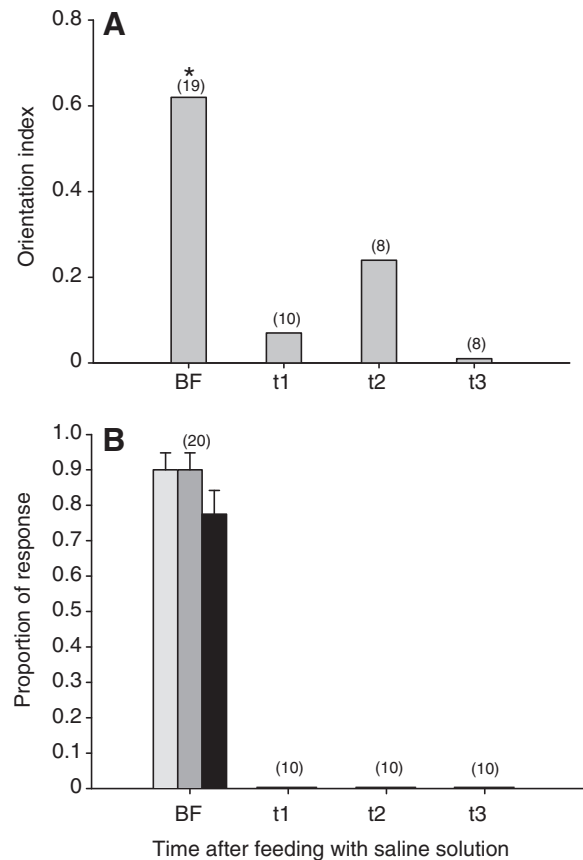 A
Orientation index
0.8
0.6
0.4
0.2
0
*
(19)
(10)
(8)
(8)
BF t1 t2 t3
B
Proportion of response
1.0
0.9
0.8
0.7
0.6
0.5
0.4
0.3
0.2
0.1
0
(20)
(10) (10) (10)
BF t1 t2 t3
Time after feeding with saline solution